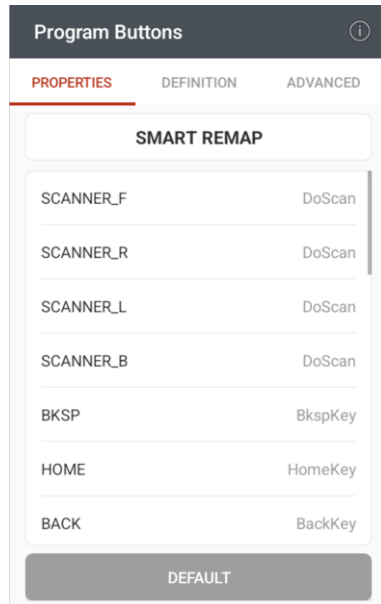 Program Buttons
PROPERTIES DEFINITION ADVANCED
SMART REMAP
SCANNER_F DoScan
SCANNER_R DoScan
SCANNER_L DoScan
SCANNER_B DoScan
BKSP BkspKey
HOME HomeKey
BACK BackKey
DEFAULT